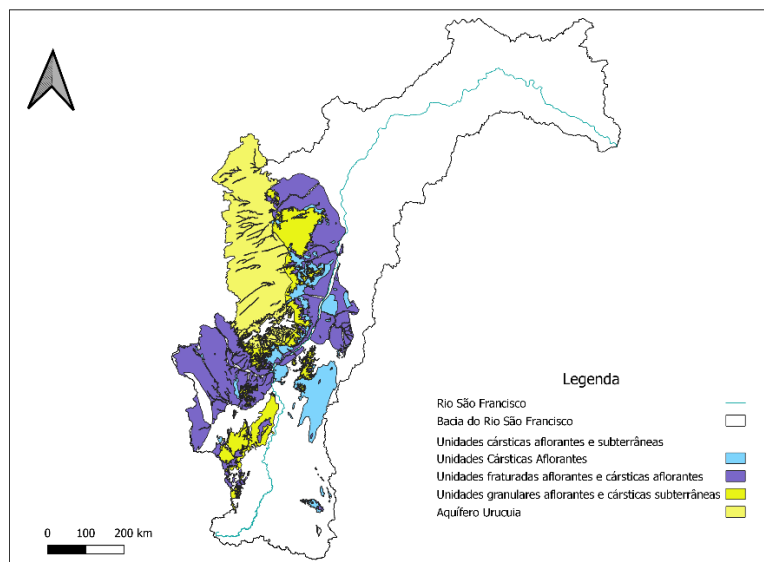 Legenda
Rio São Francisco
Bacia do Rio São Francisco
Unidades cársticas aflorantes e subterrâneas
Unidades Cársticas Aflorantes
Unidades fraturadas aflorantes e cársticas aflorantes
Unidades granulares aflorantes e cársticas subterrâneas
Aquífero Urucuia
0 100 200 km